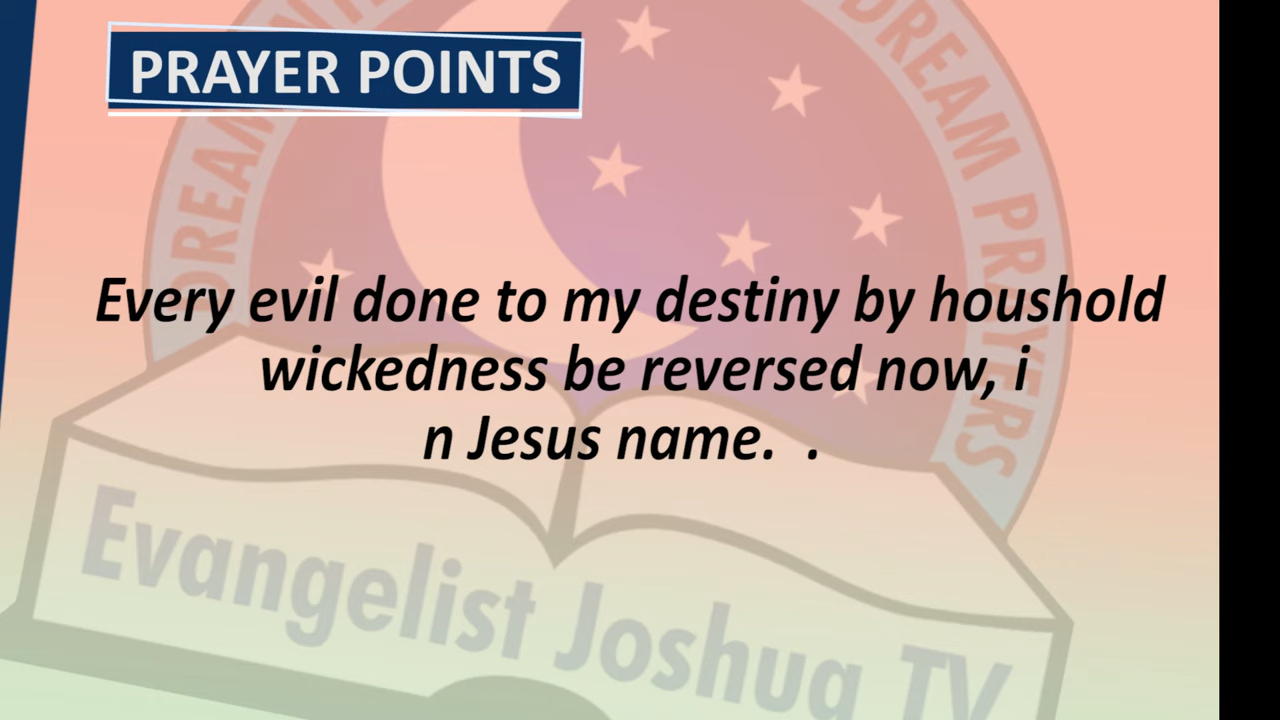 PRAYER POINTS
DREAM
DREAM PRAYERS
Every evil done to my destiny by houshold
wickedness be reversed now, i
n Jesus name.  .
Evangelist Joshua TV